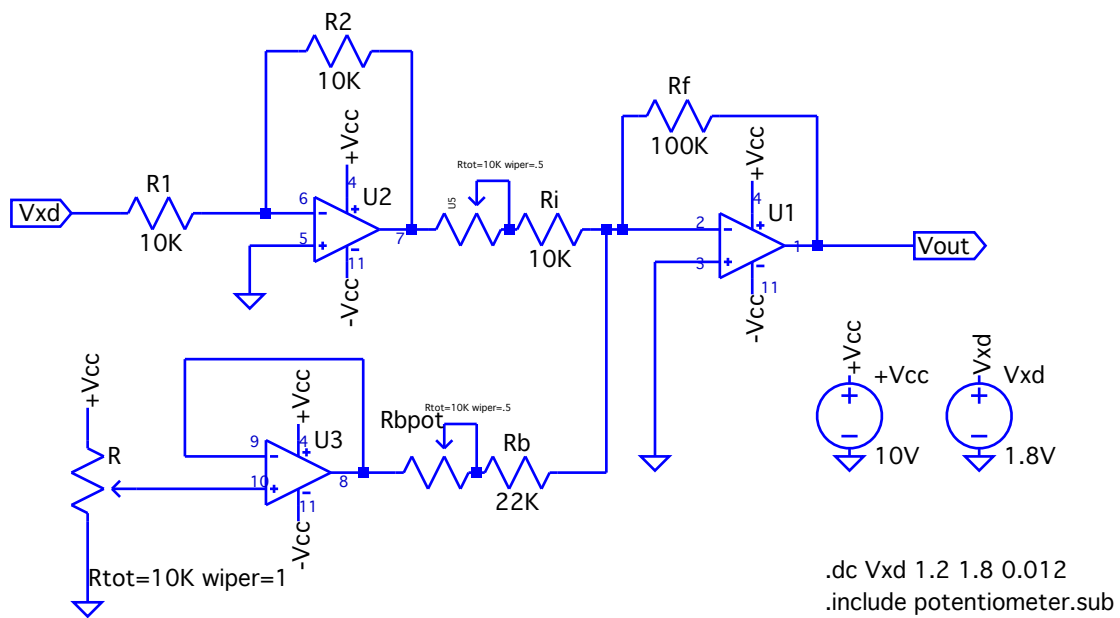 R2
10K
Rf
100K
+Vcc
+Vcc
Rtot=10K wiper=.5
R1
4
U2
U5
Ri
4
U1
Vxd
6
2
10K
5
7
10K
3
1
Vout
11
11
-Vcc
-Vcc
+Vcc
Vxd
+Vcc
Vxd
10V
1.8V
+Vcc
+Vcc
Rtot=10K wiper=.5
Rbpot
R
9
4
U3
Rb
10
8
22K
11
-Vcc
Rtot=10K wiper=1
.dc Vxd 1.2 1.8 0.012
.include potentiometer.sub